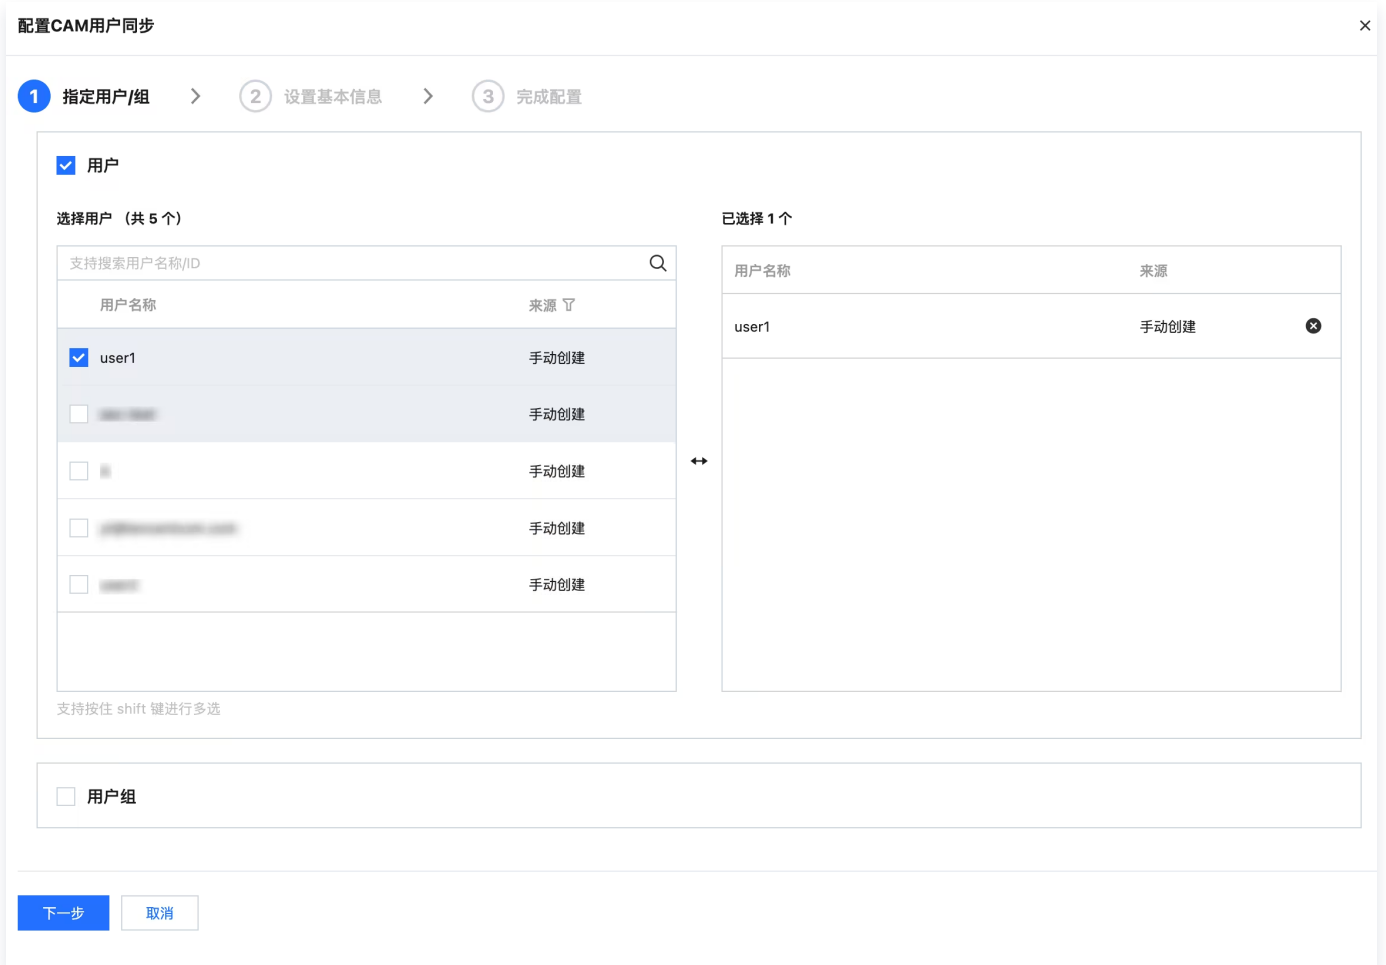 配置CAM用户同步
1 指定用户/组 2 设置基本信息 3 完成配置
用户
选择用户 （共 5 个）
已选择 1 个
支持搜索用户名称/ID
用户名称 来源
user1 手动创建
手动创建
手动创建
手动创建
手动创建
支持按住 shift 键进行多选
用户名称 来源
user1 手动创建
用户组
下一步 取消